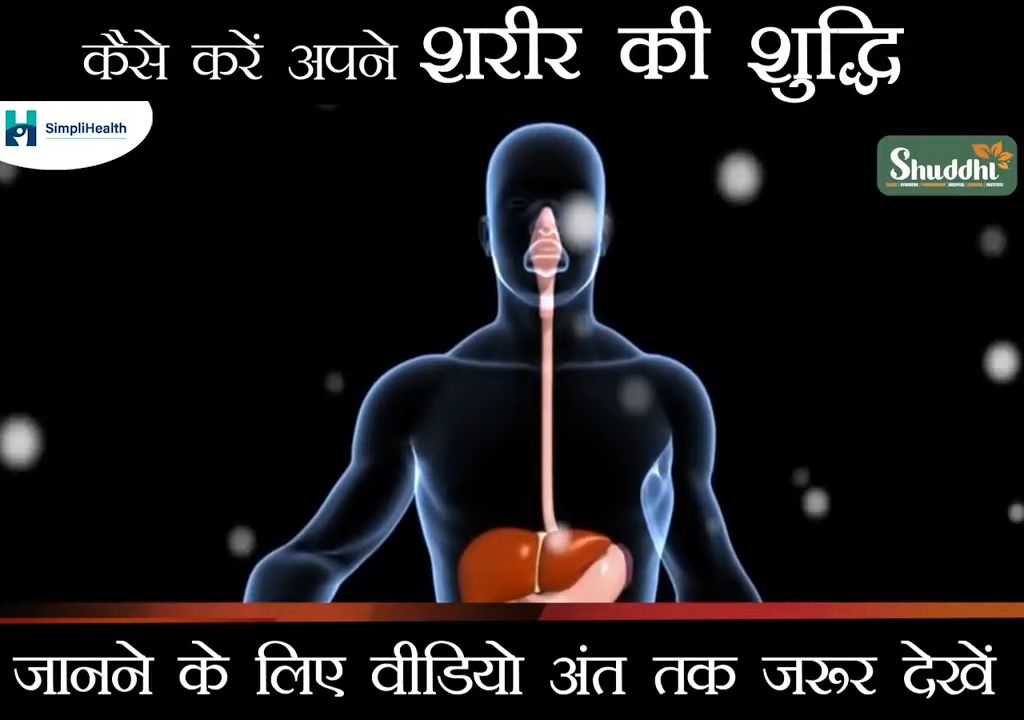 कैसे करें अपने शरीर की शुद्धि
SimpliHealth
Shuddhi
जानने के लिए वीडियो अंत तक जरूर देखें